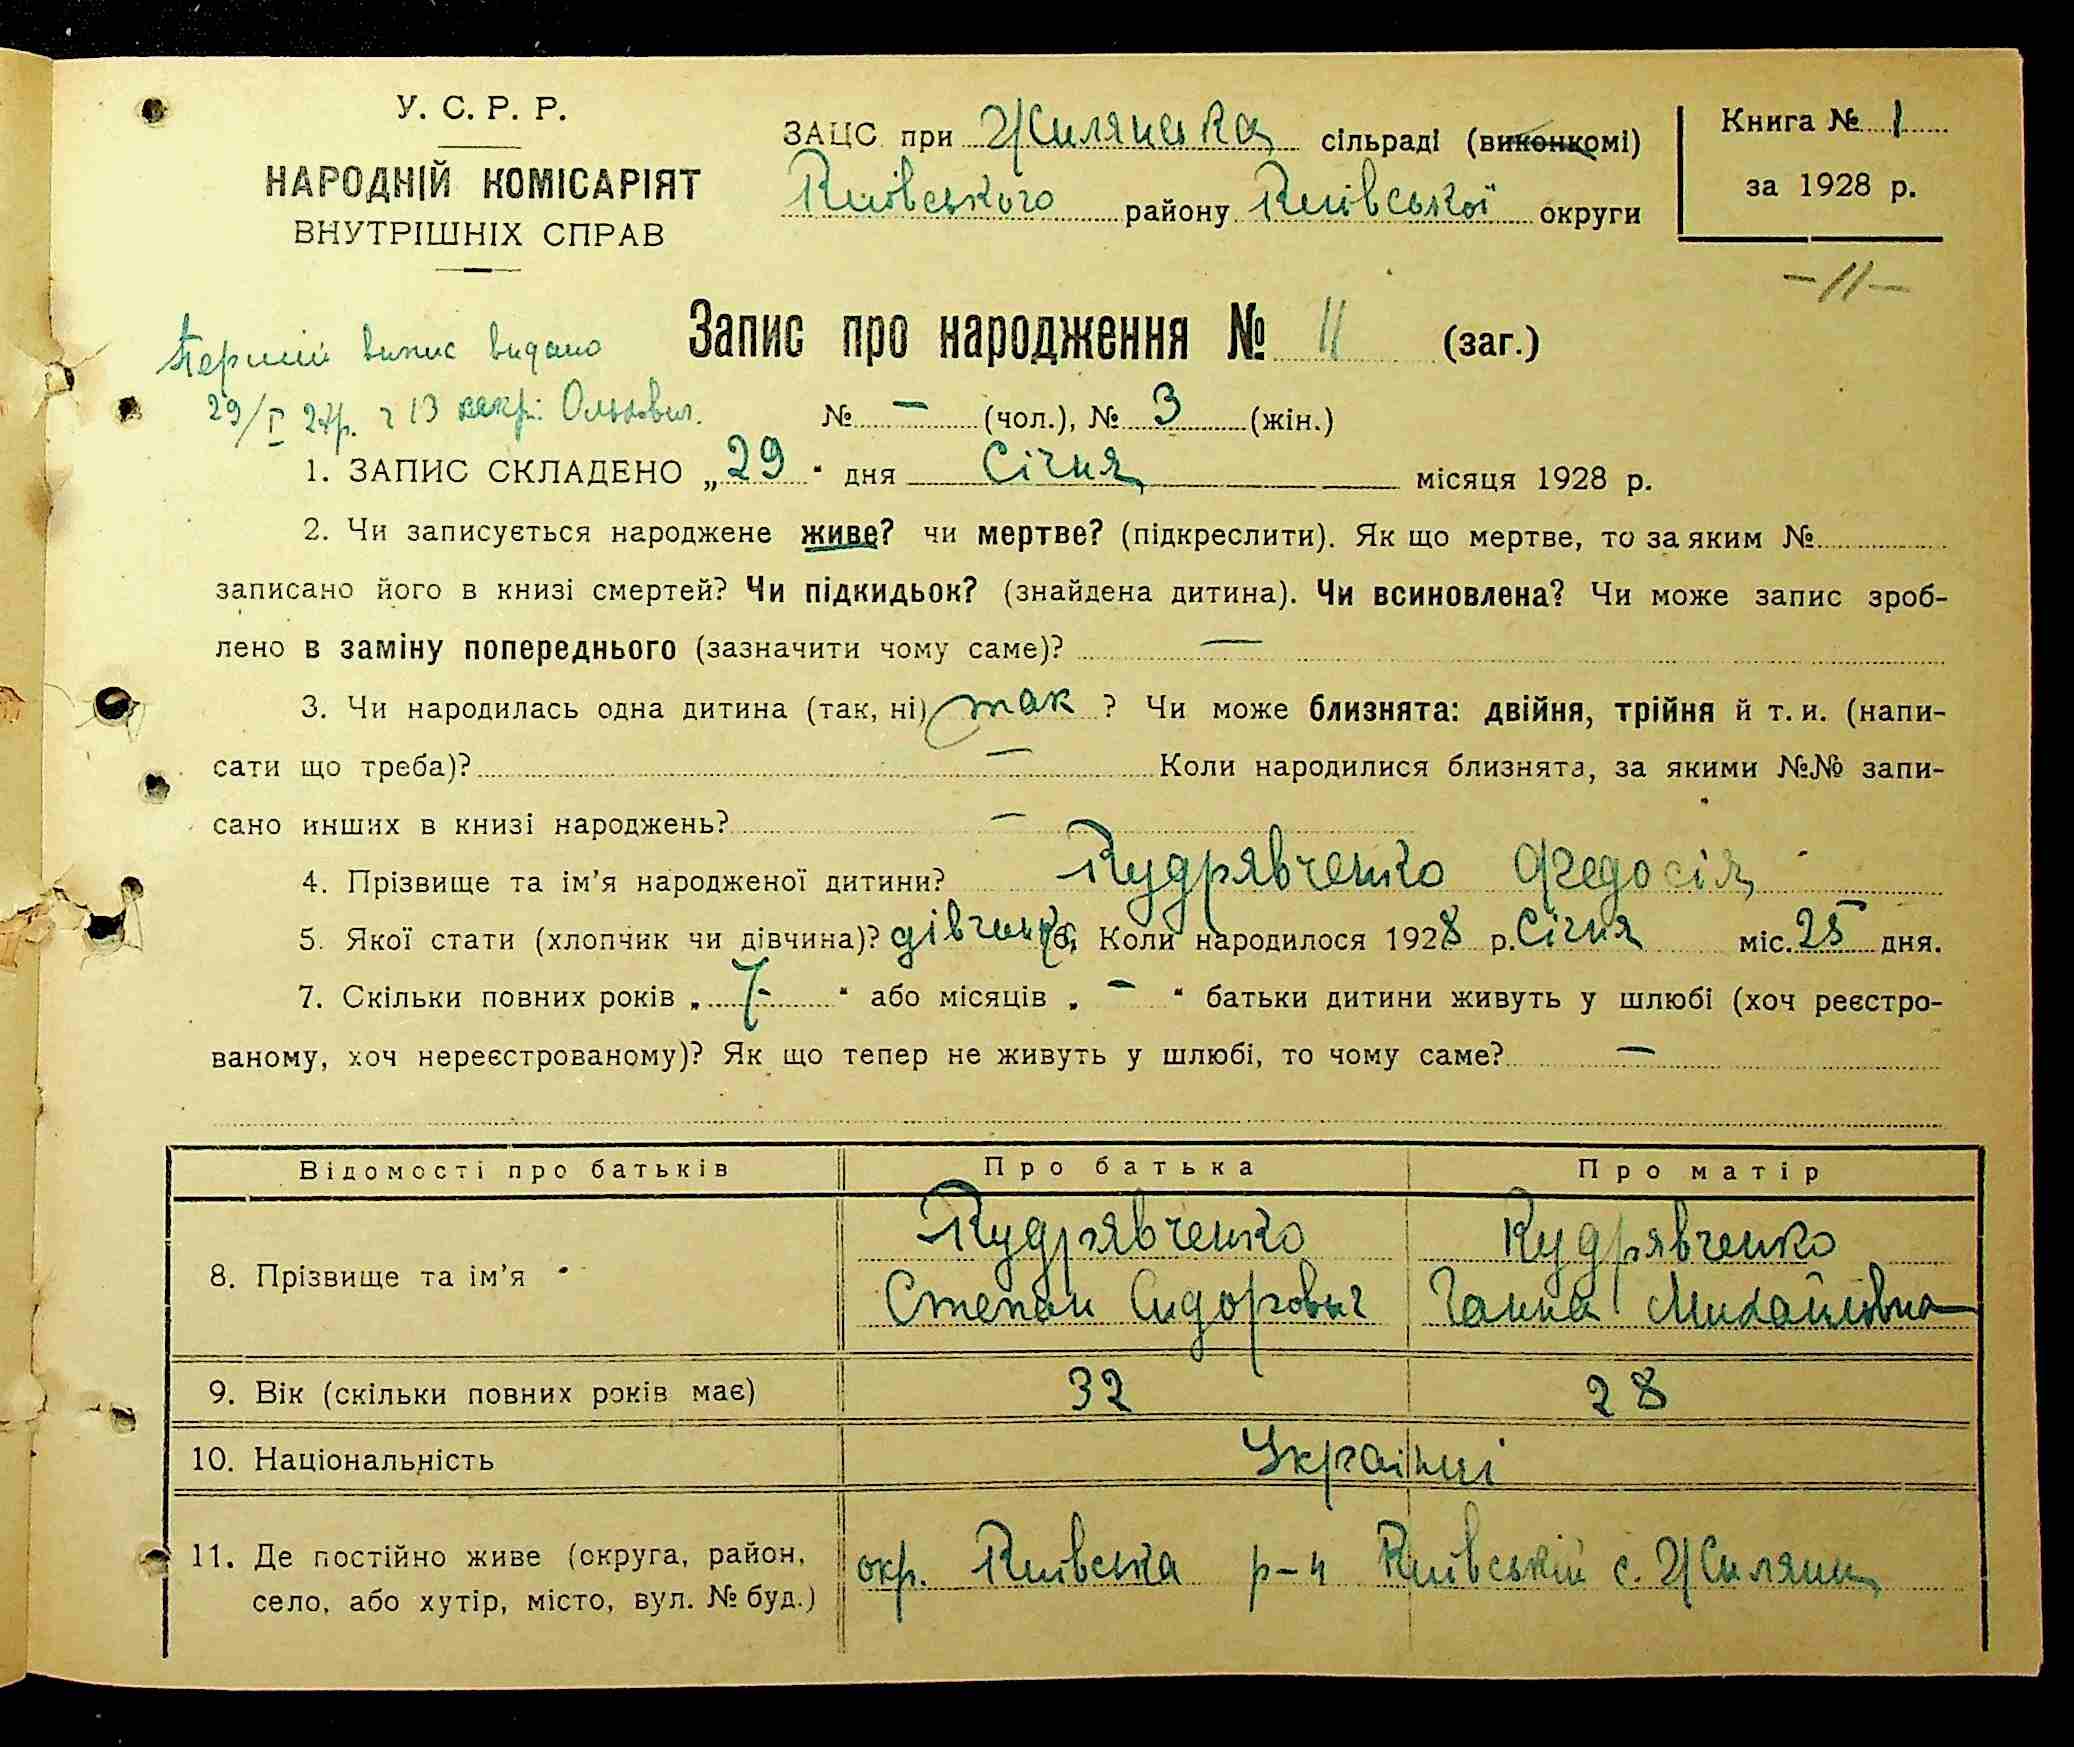 У. С. Р. Р.
НАРОДНІЙ КОМІСАРІЯТ
ВНУТРІШНІХ СПРАВ
ЗАЦС при Жилянська сільраді (виконкомі)
Київського району Київської округи
Книга № 1
за 1928 р.
—11—
Запис про народження № 11 (заг.)
Перший випис видано
29/I 28р. ч 13
№ — (чол.), № 3 (жін.)
1. ЗАПИС СКЛАДЕНО „29“ дня Січня місяця 1928 р.
2. Чи записується народжене живе? чи мертве? (підкреслити). Як що мертве, то за яким №
записано його в книзі смертей? Чи підкидьок? (знайдена дитина). Чи всиновлена? Чи може запис зроб-
лено в заміну попереднього (зазначити чому саме)? —
3. Чи народилась одна дитина (так, ні) так ? Чи може близнята: двійня, трійня й т. и. (напи-
сати що треба)? — Коли народилися близнята, за якими №№ запи-
сано инших в книзі народжень? —
4. Прізвище та ім'я народженої дитини? Кудрявченко Федосія
5. Якої стати (хлопчик чи дівчина)? дівчинка Коли народилося 1928 р. Січня міс. 25 дня.
7. Скільки повних років „7“ або місяців „—“ батьки дитини живуть у шлюбі (хоч реєстро-
ваному, хоч нереєстрованому)? Як що тепер не живуть у шлюбі, то чому саме? —
Відомості про батьків Про батька Про матір
8. Прізвище та ім'я Кудрявченко Кудрявченко
Степан Сидорович Ганна Михайлівна
9. Вік (скільки повних років має) 32 28
10. Національність Українці
11. Де постійно живе (округа, район, окр. Київська р-н Київський с. Жиляни
село, або хутір, місто, вул. № буд.)